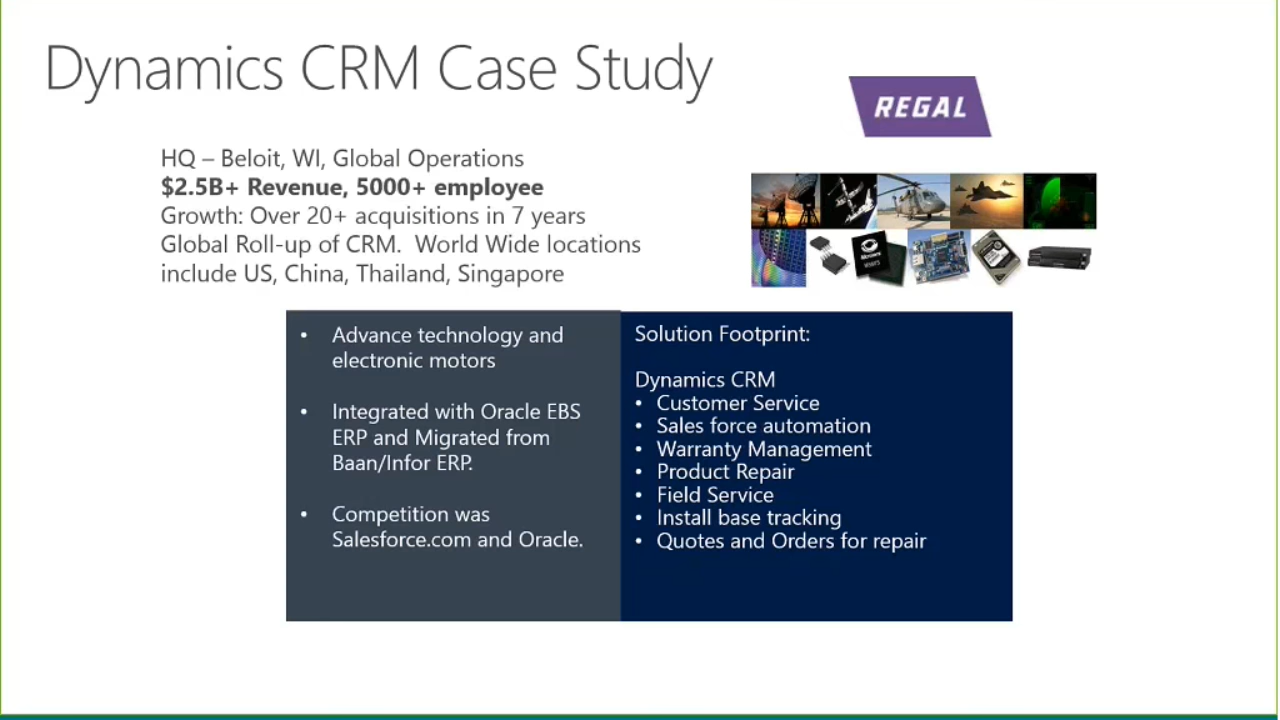 Dynamics CRM Case Study
REGAL
HQ – Beloit, WI, Global Operations
$2.5B+ Revenue, 5000+ employee
Growth: Over 20+ acquisitions in 7 years
Global Roll-up of CRM.  World Wide locations
include US, China, Thailand, Singapore
• Advance technology and
electronic motors
• Integrated with Oracle EBS
ERP and Migrated from
Baan/Infor ERP.
• Competition was
Salesforce.com and Oracle.
Solution Footprint:
Dynamics CRM
• Customer Service
• Sales force automation
• Warranty Management
• Product Repair
• Field Service
• Install base tracking
• Quotes and Orders for repair